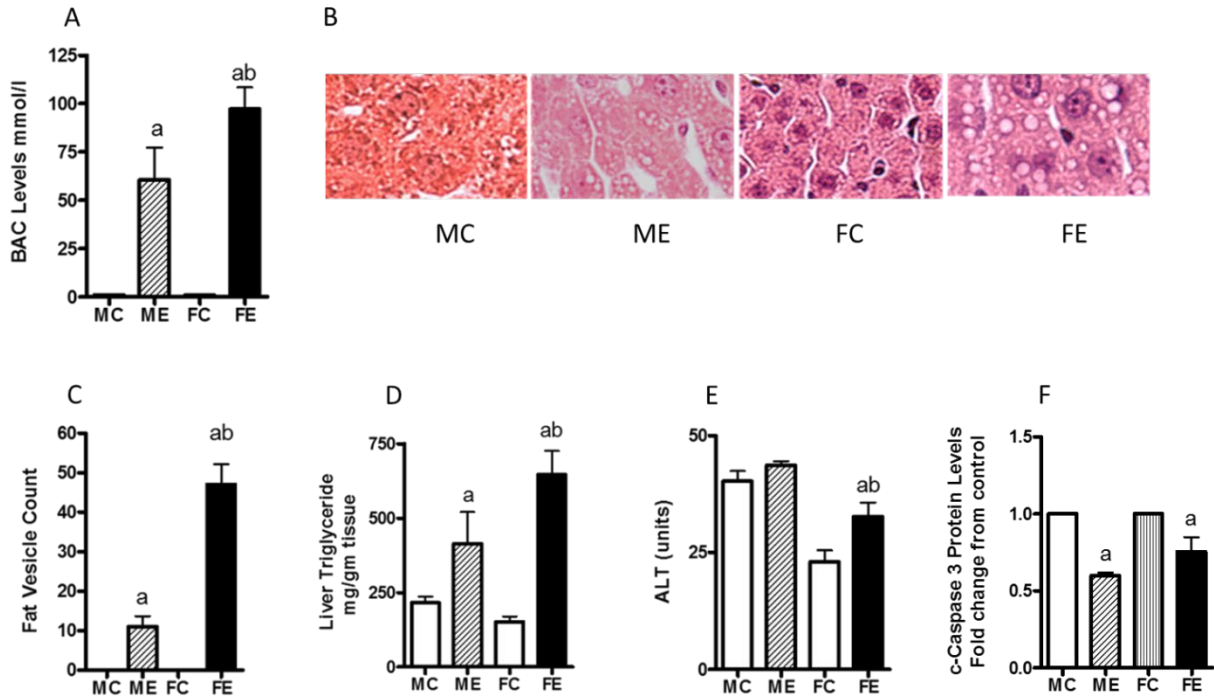 A
BAC Levels mmol/l
125
100
75
50
25
0
a
ab
MC ME FC FE
B
MC ME FC FE
C
Fat Vesicle Count
60
50
40
30
20
10
0
a
ab
MC ME FC FE
D
Liver Triglyceride
mg/gm tissue
750
500
250
0
a
ab
MC ME FC FE
E
ALT (units)
50
25
0
ab
MC ME FC FE
F
c-Caspase 3 Protein Levels
Fold change from control
1.5
1.0
0.5
0.0
a
a
MC ME FC FE